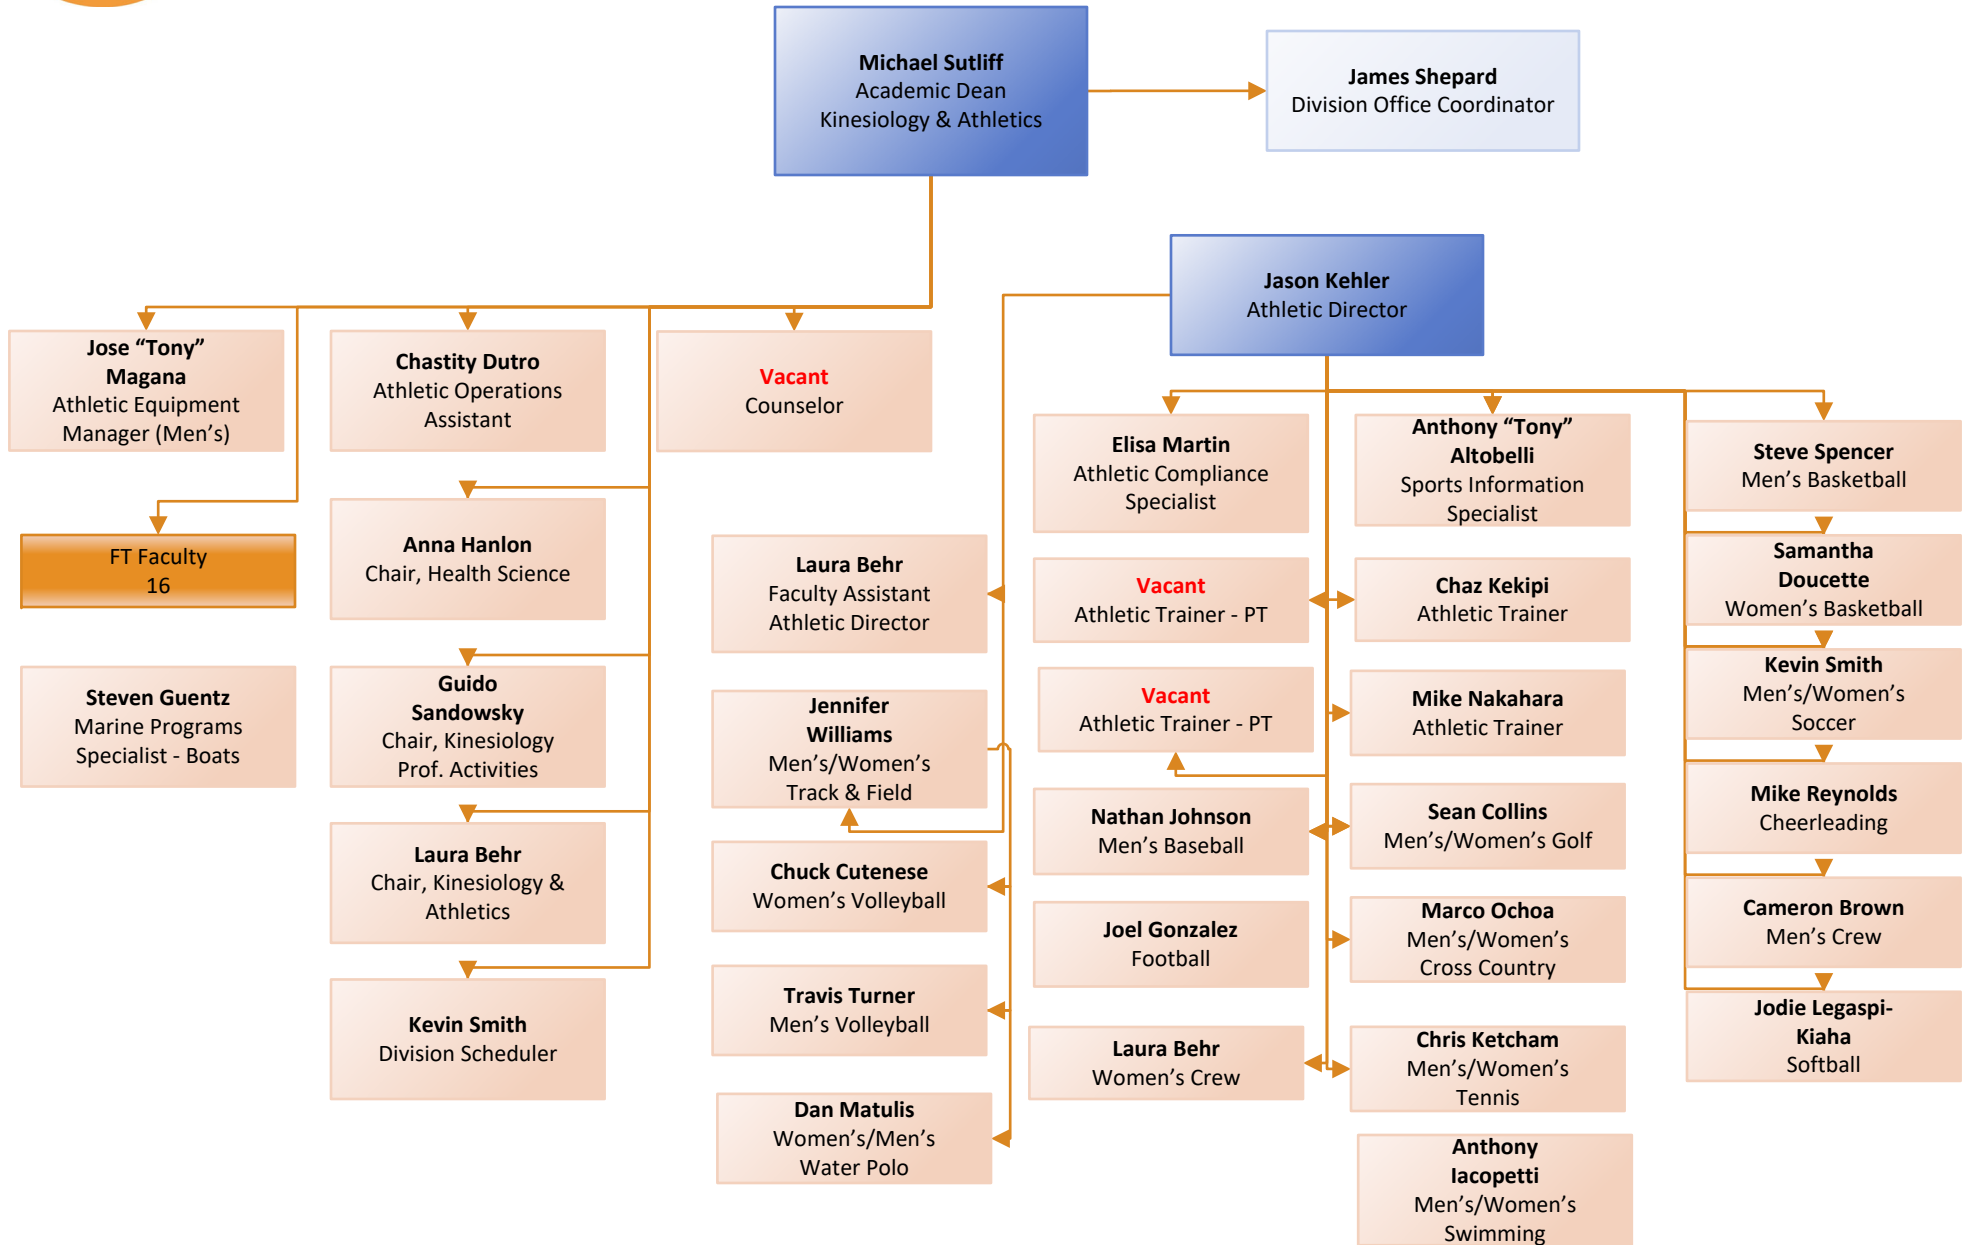 Michael Sutliff
Academic Dean
Kinesiology & Athletics
James Shepard
Division Office Coordinator
Jason Kehler
Athletic Director
Jose “Tony”
Magana
Athletic Equipment
Manager (Men’s)
Chastity Dutro
Athletic Operations
Assistant
Vacant
Counselor
FT Faculty
16
Anna Hanlon
Chair, Health Science
Steven Guentz
Marine Programs
Specialist - Boats
Guido
Sandowsky
Chair, Kinesiology
Prof. Activities
Laura Behr
Chair, Kinesiology &
Athletics
Kevin Smith
Division Scheduler
Laura Behr
Faculty Assistant
Athletic Director
Jennifer
Williams
Men’s/Women’s
Track & Field
Chuck Cutenese
Women’s Volleyball
Travis Turner
Men’s Volleyball
Dan Matulis
Women’s/Men’s
Water Polo
Elisa Martin
Athletic Compliance
Specialist
Vacant
Athletic Trainer - PT
Vacant
Athletic Trainer - PT
Nathan Johnson
Men’s Baseball
Joel Gonzalez
Football
Laura Behr
Women’s Crew
Anthony “Tony”
Altobelli
Sports Information
Specialist
Chaz Kekipi
Athletic Trainer
Mike Nakahara
Athletic Trainer
Sean Collins
Men’s/Women’s Golf
Marco Ochoa
Men’s/Women’s
Cross Country
Chris Ketcham
Men’s/Women’s
Tennis
Anthony
Iacopetti
Men’s/Women’s
Swimming
Steve Spencer
Men’s Basketball
Samantha
Doucette
Women’s Basketball
Kevin Smith
Men’s/Women’s
Soccer
Mike Reynolds
Cheerleading
Cameron Brown
Men’s Crew
Jodie Legaspi-
Kiaha
Softball